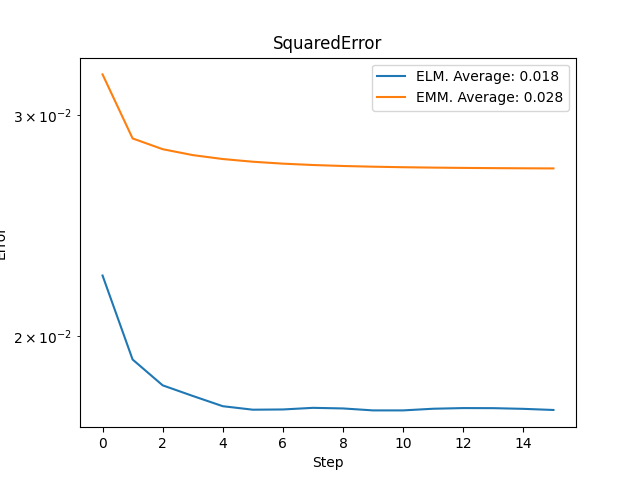 SquaredError
ELM. Average: 0.018
EMM. Average: 0.028
3 × 10⁻²
Error
2 × 10⁻²
0 2 4 6 8 10 12 14
Step